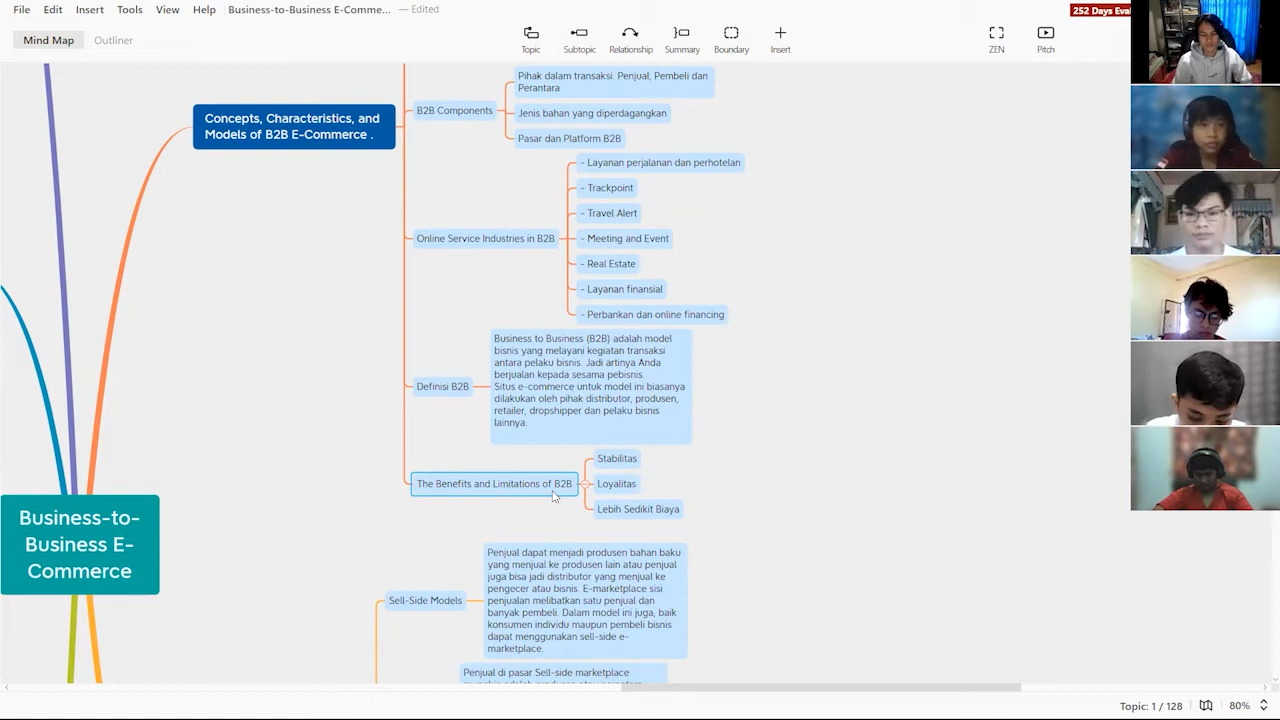 File Edit Insert Tools View Help Business-to-Business E-Comme... — Edited
252 Days Eval
Mind Map Outliner
Topic Subtopic Relationship Summary Boundary Insert ZEN Pitch
Concepts, Characteristics, and
Models of B2B E-Commerce .
B2B Components
Pihak dalam transaksi: Penjual, Pembeli dan
Perantara
Jenis bahan yang diperdagangkan
Pasar dan Platform B2B
Online Service Industries in B2B
- Layanan perjalanan dan perhotelan
- Trackpoint
- Travel Alert
- Meeting and Event
- Real Estate
- Layanan finansial
- Perbankan dan online financing
Definisi B2B
Business to Business (B2B) adalah model
bisnis yang melayani kegiatan transaksi
antara pelaku bisnis. Jadi artinya Anda
berjualan kepada sesama pebisnis.
Situs e-commerce untuk model ini biasanya
dilakukan oleh pihak distributor, produsen,
retailer, dropshipper dan pelaku bisnis
lainnya.
The Benefits and Limitations of B2B
Stabilitas
Loyalitas
Lebih Sedikit Biaya
Business-to-
Business E-
Commerce
Sell-Side Models
Penjual dapat menjadi produsen bahan baku
yang menjual ke produsen lain atau penjual
juga bisa jadi distributor yang menjual ke
pengecer atau bisnis. E-marketplace sisi
penjualan melibatkan satu penjual dan
banyak pembeli. Dalam model ini juga, baik
konsumen individu maupun pembeli bisnis
dapat menggunakan sell-side e-
marketplace.
Penjual di pasar Sell-side marketplace
Topic: 1 / 128 80%